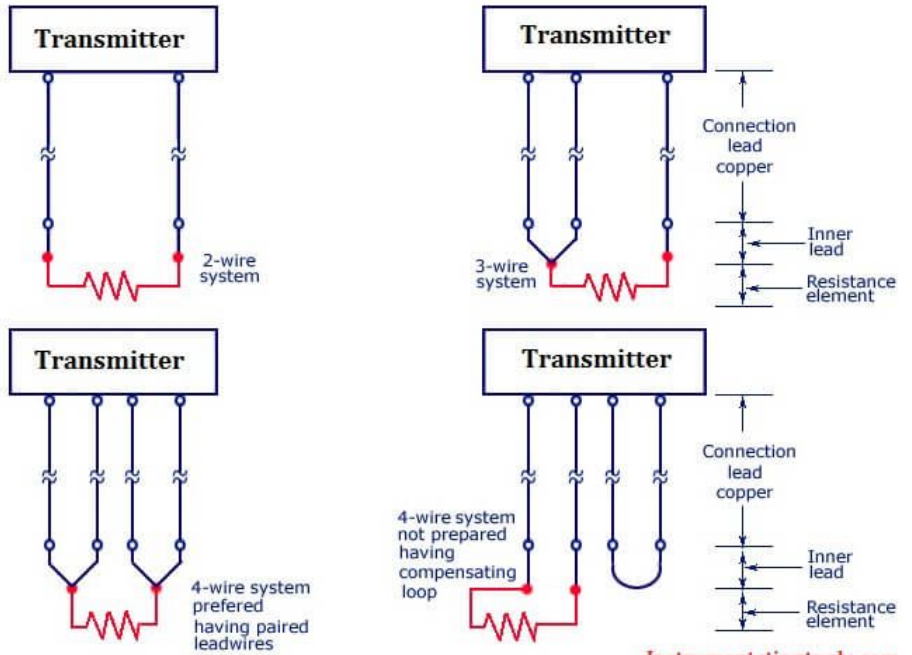 Transmitter
2-wire
system
Transmitter
3-wire
system
Connection
lead
copper
Inner
lead
Resistance
element
Transmitter
4-wire system
prefered
having paired
leadwires
Transmitter
4-wire system
not prepared
having
compensating
loop
Connection
lead
copper
Inner
lead
Resistance
element